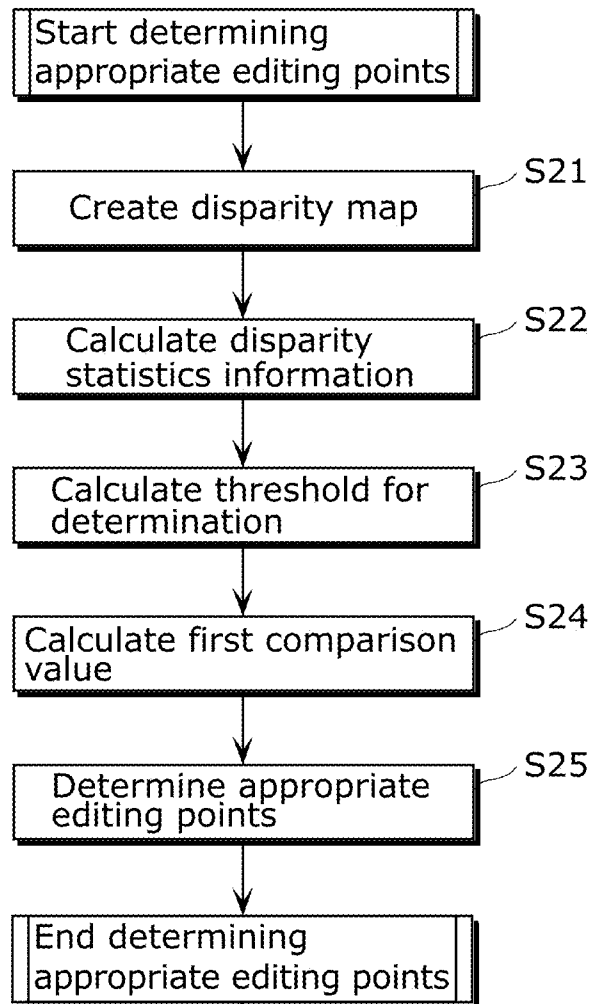 Start determining
appropriate editing points
S21
Create disparity map
S22
Calculate disparity
statistics information
S23
Calculate threshold for
determination
S24
Calculate first comparison
value
S25
Determine appropriate
editing points
End determining
appropriate editing points